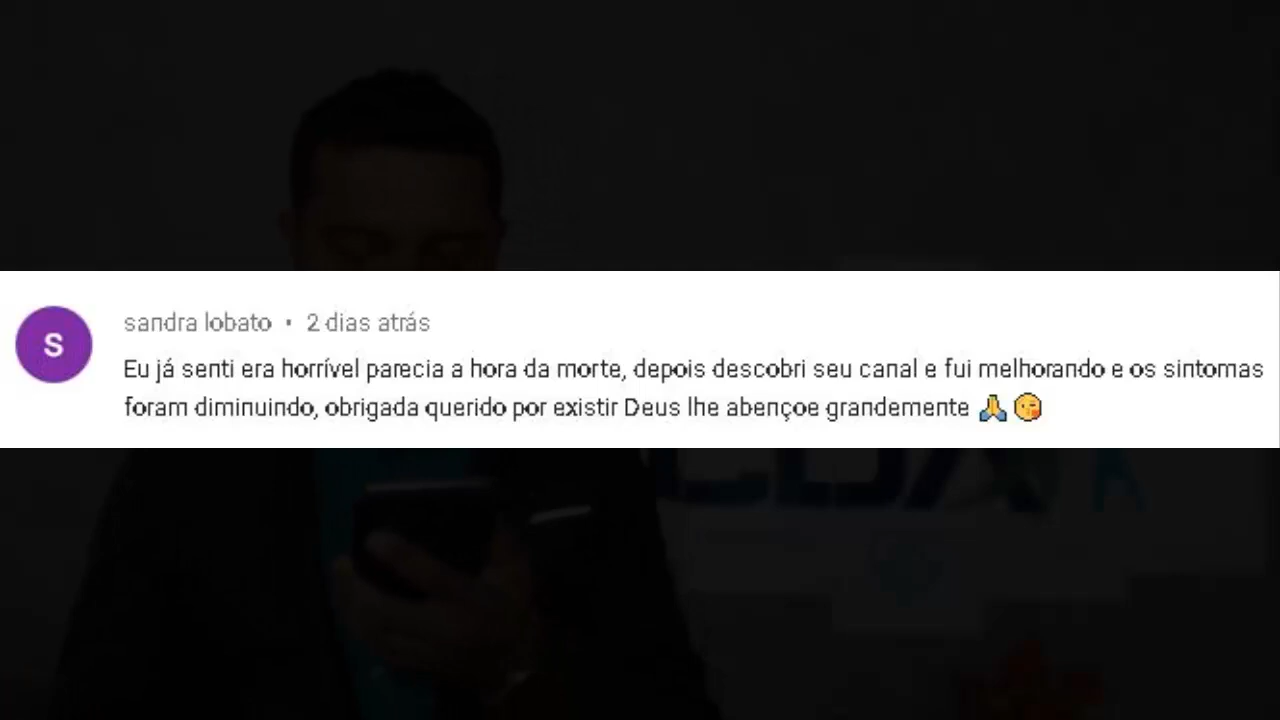 S
sandra lobato • 2 dias atrás
Eu já senti era horrível parecia a hora da morte, depois descobri seu canal e fui melhorando e os sintomas
foram diminuindo, obrigada querido por existir Deus lhe abençoe grandemente 🙏 😘